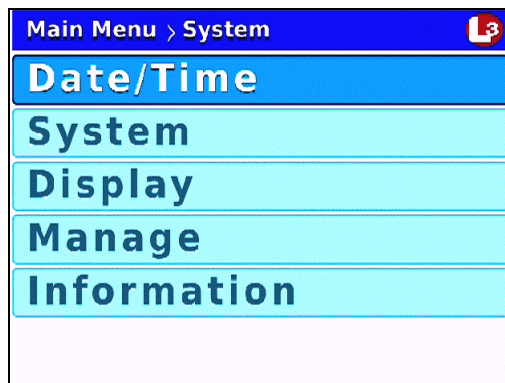 Main Menu > System
L3
Date/Time
System
Display
Manage
Information